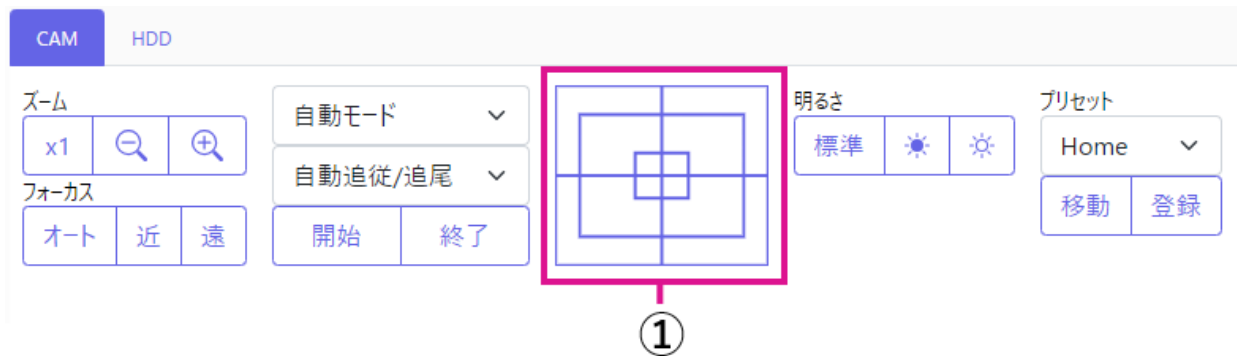 CAM HDD
ズーム
x1
フォーカス
オート 近 遠
自動モード
自動追従/追尾
開始 終了
①
明るさ
標準
プリセット
Home
移動 登録